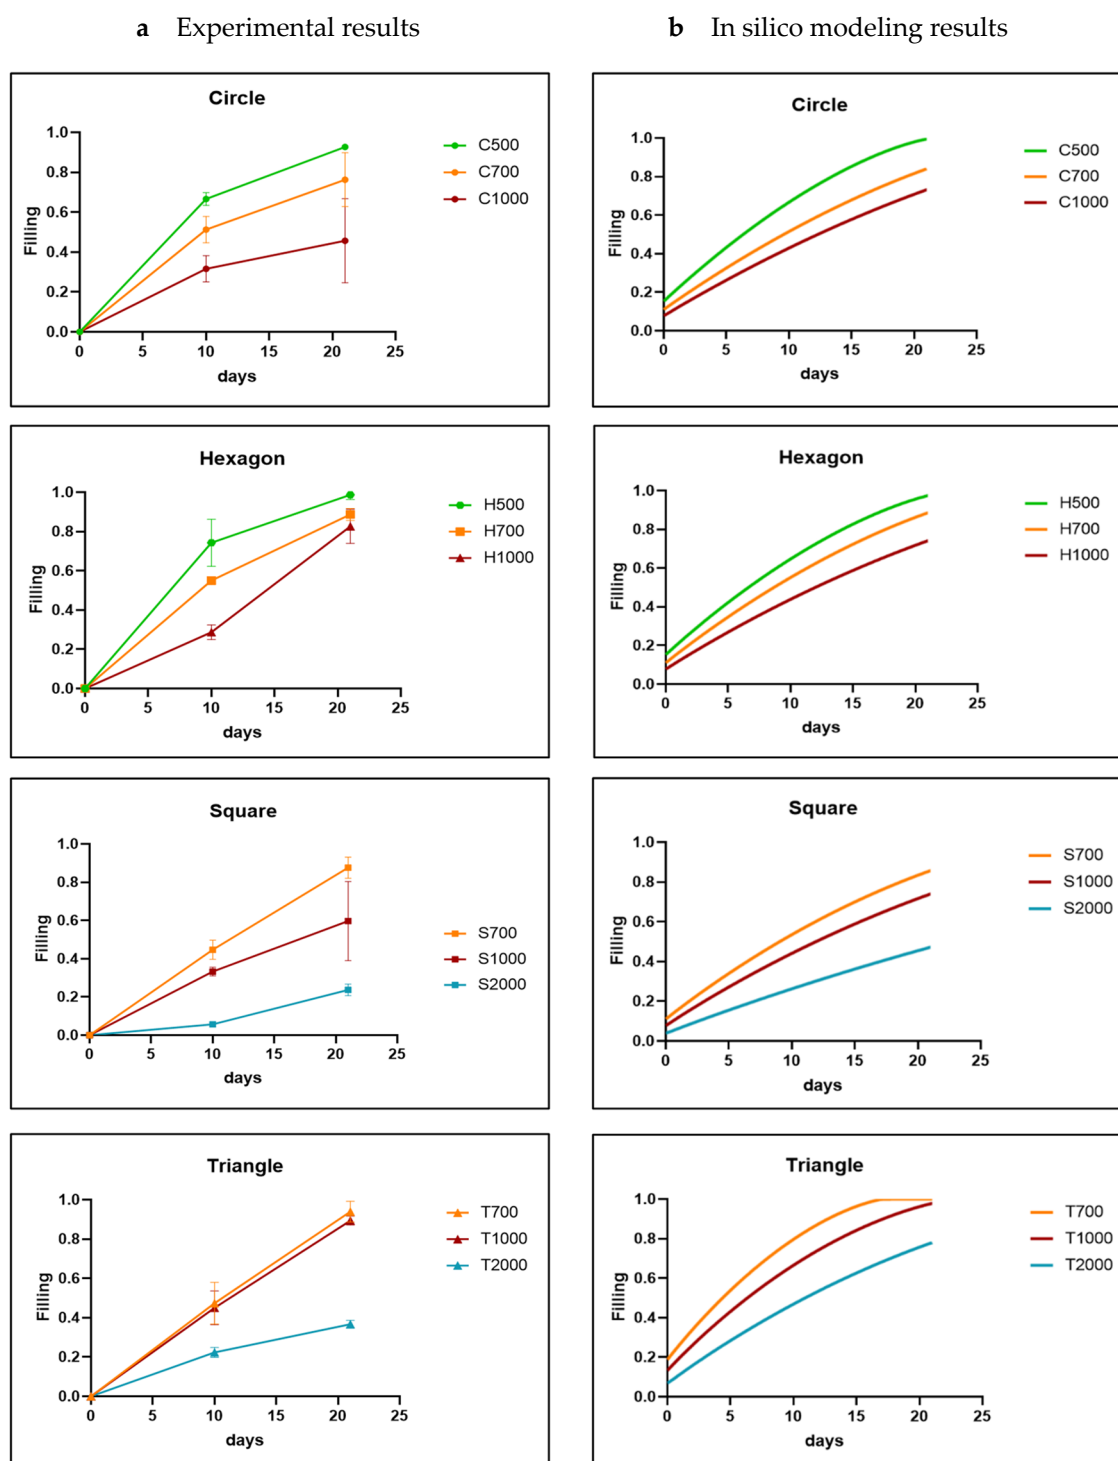 a Experimental results
b In silico modeling results
Circle
Filling
1.0
0.8
0.6
0.4
0.2
0.0
0 5 10 15 20 25
days
C500
C700
C1000
Circle
Filling
1.0
0.8
0.6
0.4
0.2
0.0
0 5 10 15 20 25
days
C500
C700
C1000
Hexagon
Filling
1.0
0.8
0.6
0.4
0.2
0.0
0 5 10 15 20 25
days
H500
H700
H1000
Hexagon
Filling
1.0
0.8
0.6
0.4
0.2
0.0
0 5 10 15 20 25
days
H500
H700
H1000
Square
Filling
1.0
0.8
0.6
0.4
0.2
0.0
0 5 10 15 20 25
days
S700
S1000
S2000
Square
Filling
1.0
0.8
0.6
0.4
0.2
0.0
0 5 10 15 20 25
days
S700
S1000
S2000
Triangle
Filling
1.0
0.8
0.6
0.4
0.2
0.0
0 5 10 15 20 25
days
T700
T1000
T2000
Triangle
Filling
1.0
0.8
0.6
0.4
0.2
0.0
0 5 10 15 20 25
days
T700
T1000
T2000